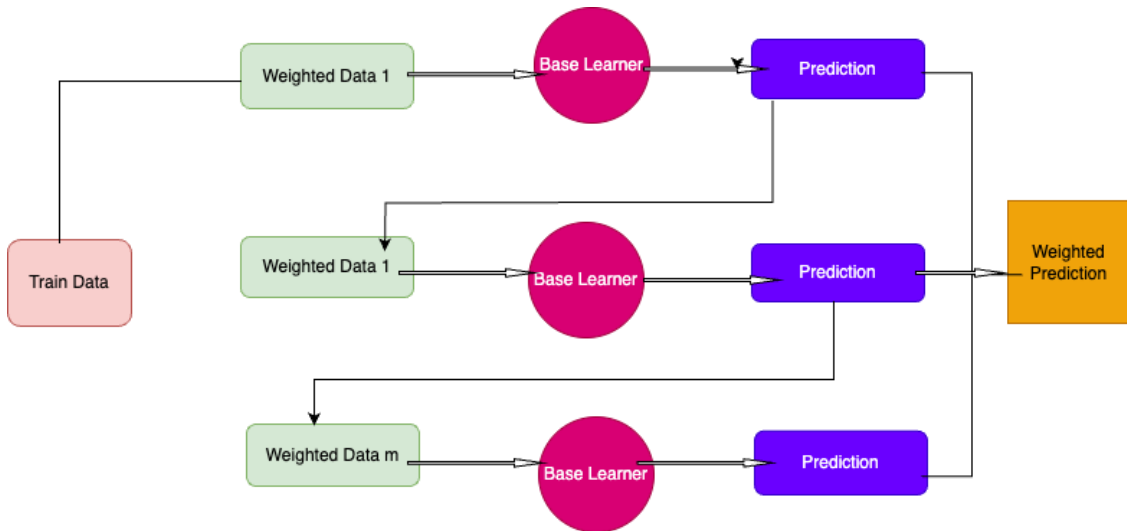 Weighted Data 1
Base Learner
Prediction
Train Data
Weighted Data 1
Base Learner
Prediction
Weighted
Prediction
Weighted Data m
Base Learner
Prediction